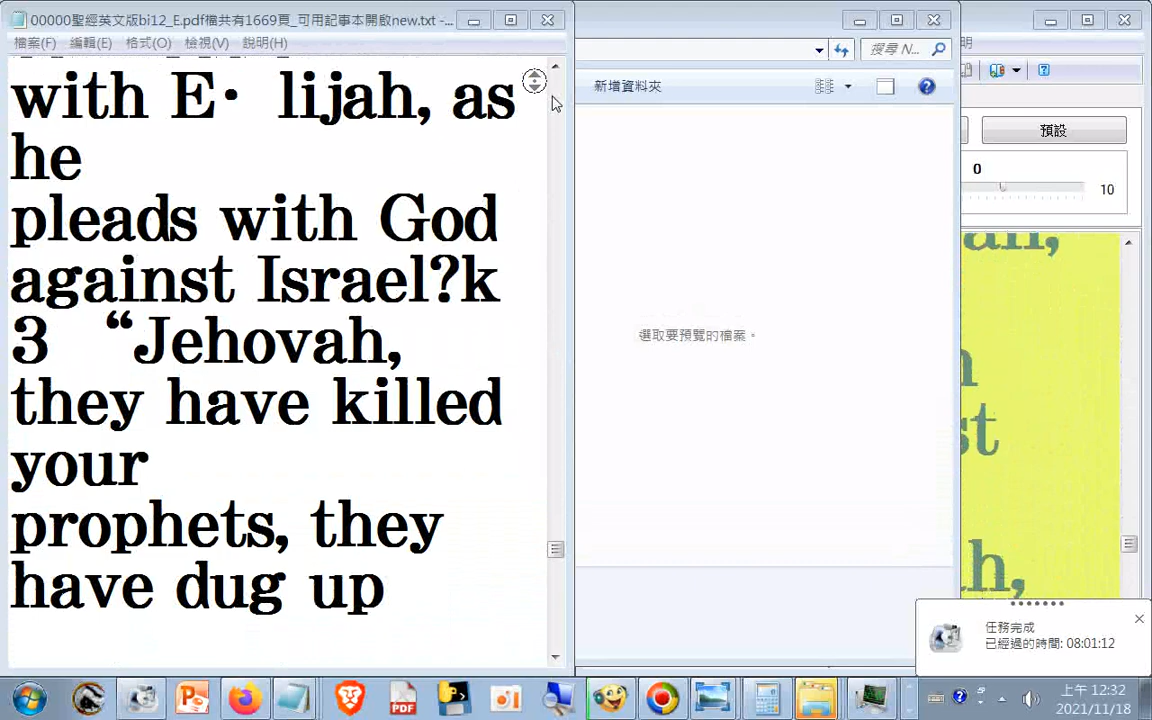 00000聖經英文版bi12_E.pdf檔共有1669頁_可用記事本開啟new.txt -...
檔案(F) 編輯(E) 格式(O) 檢視(V) 說明(H)
with E· lijah, as
he
pleads with God
against Israel?k
3 “Jehovah,
they have killed
your
prophets, they
have dug up
搜尋 N...
新增資料夾
選取要預覽的檔案。
明
預設
0
10
ah,
h
st
h,
任務完成
已經過的時間: 08:01:12
PDF
上午 12:32
2021/11/18